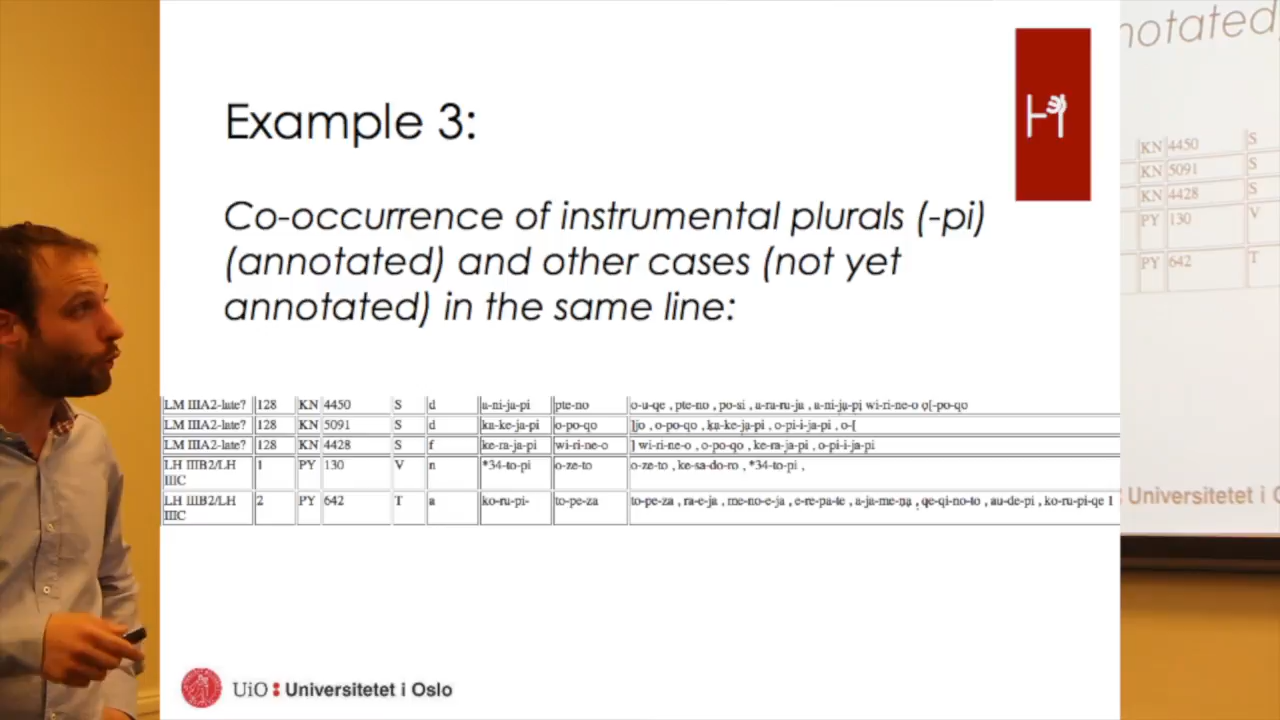 Example 3:
Co-occurrence of instrumental plurals (-pi)
(annotated) and other cases (not yet
annotated) in the same line:
LM IIIA2-late? 128 KN 4450 S d a-ni-ja-pi pte-no o-u-qe , pte-no , po-si , a-ra-ru-ja , a-ni-ja-pị wi-ri-ne-o ọ[-po-qo
LM IIIA2-late? 128 KN 5091 S d ka-ke-ja-pi o-po-qo ]jo , o-po-qo , ḳạ-ke-jạ-pi , o-pi-i-ja-pi , o-[
LM IIIA2-late? 128 KN 4428 S f ke-ra-ja-pi wi-ri-ne-o ] wi-ri-ne-o , o-po-qo , ke-ra-ja-pi , o-pi-i-ja-pi
LH IIIB2/LH IIIC 1 PY 130 V n *34-to-pi o-ze-to o-ze-to , ke-sa-do-ro , *34-to-pi ,
LH IIIB2/LH IIIC 2 PY 642 T a ko-ru-pi- to-pe-za to-pe-za , ra-e-ja , me-no-e-ja , e-re-pa-te , a-ja-me-ṇạ , qe-qi-no-to , au-de-pi , ko-ru-pi-qe 1
UiO : Universitetet i Oslo
notated
KN 4450 S
KN 5091 S
KN 4428 S
PY 130 V
PY 642 T
Universitetet i